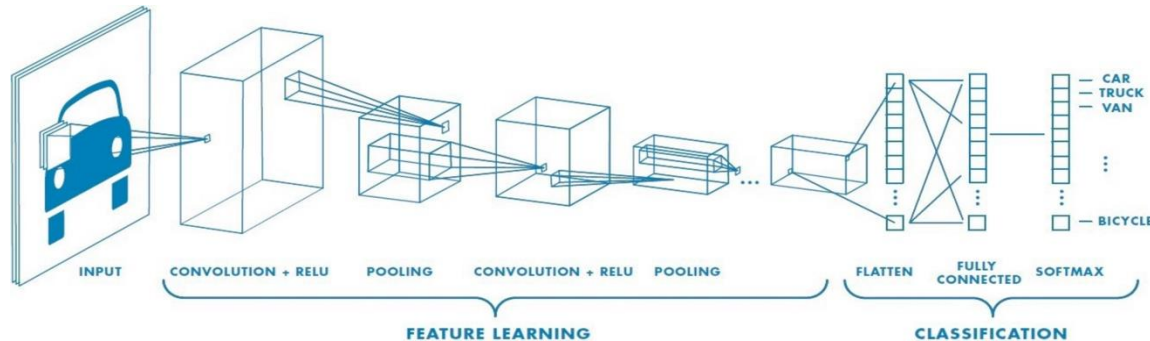 CAR
TRUCK
VAN
BICYCLE
INPUT
CONVOLUTION + RELU
POOLING
CONVOLUTION + RELU
POOLING
FLATTEN
FULLY
CONNECTED
SOFTMAX
FEATURE LEARNING
CLASSIFICATION